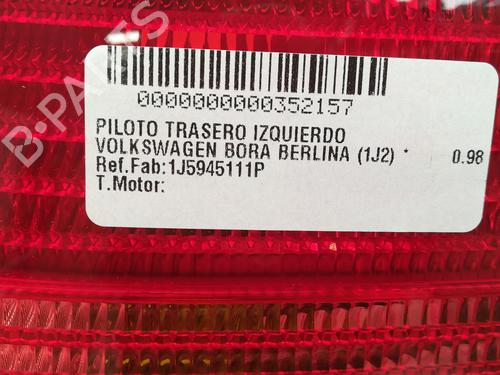 B-PARTS
0000000000352157
PILOTO TRASERO IZQUIERDO
VOLKSWAGEN BORA BERLINA (1J2) * 0.98
Ref.Fab:1J5945111P
T.Motor: